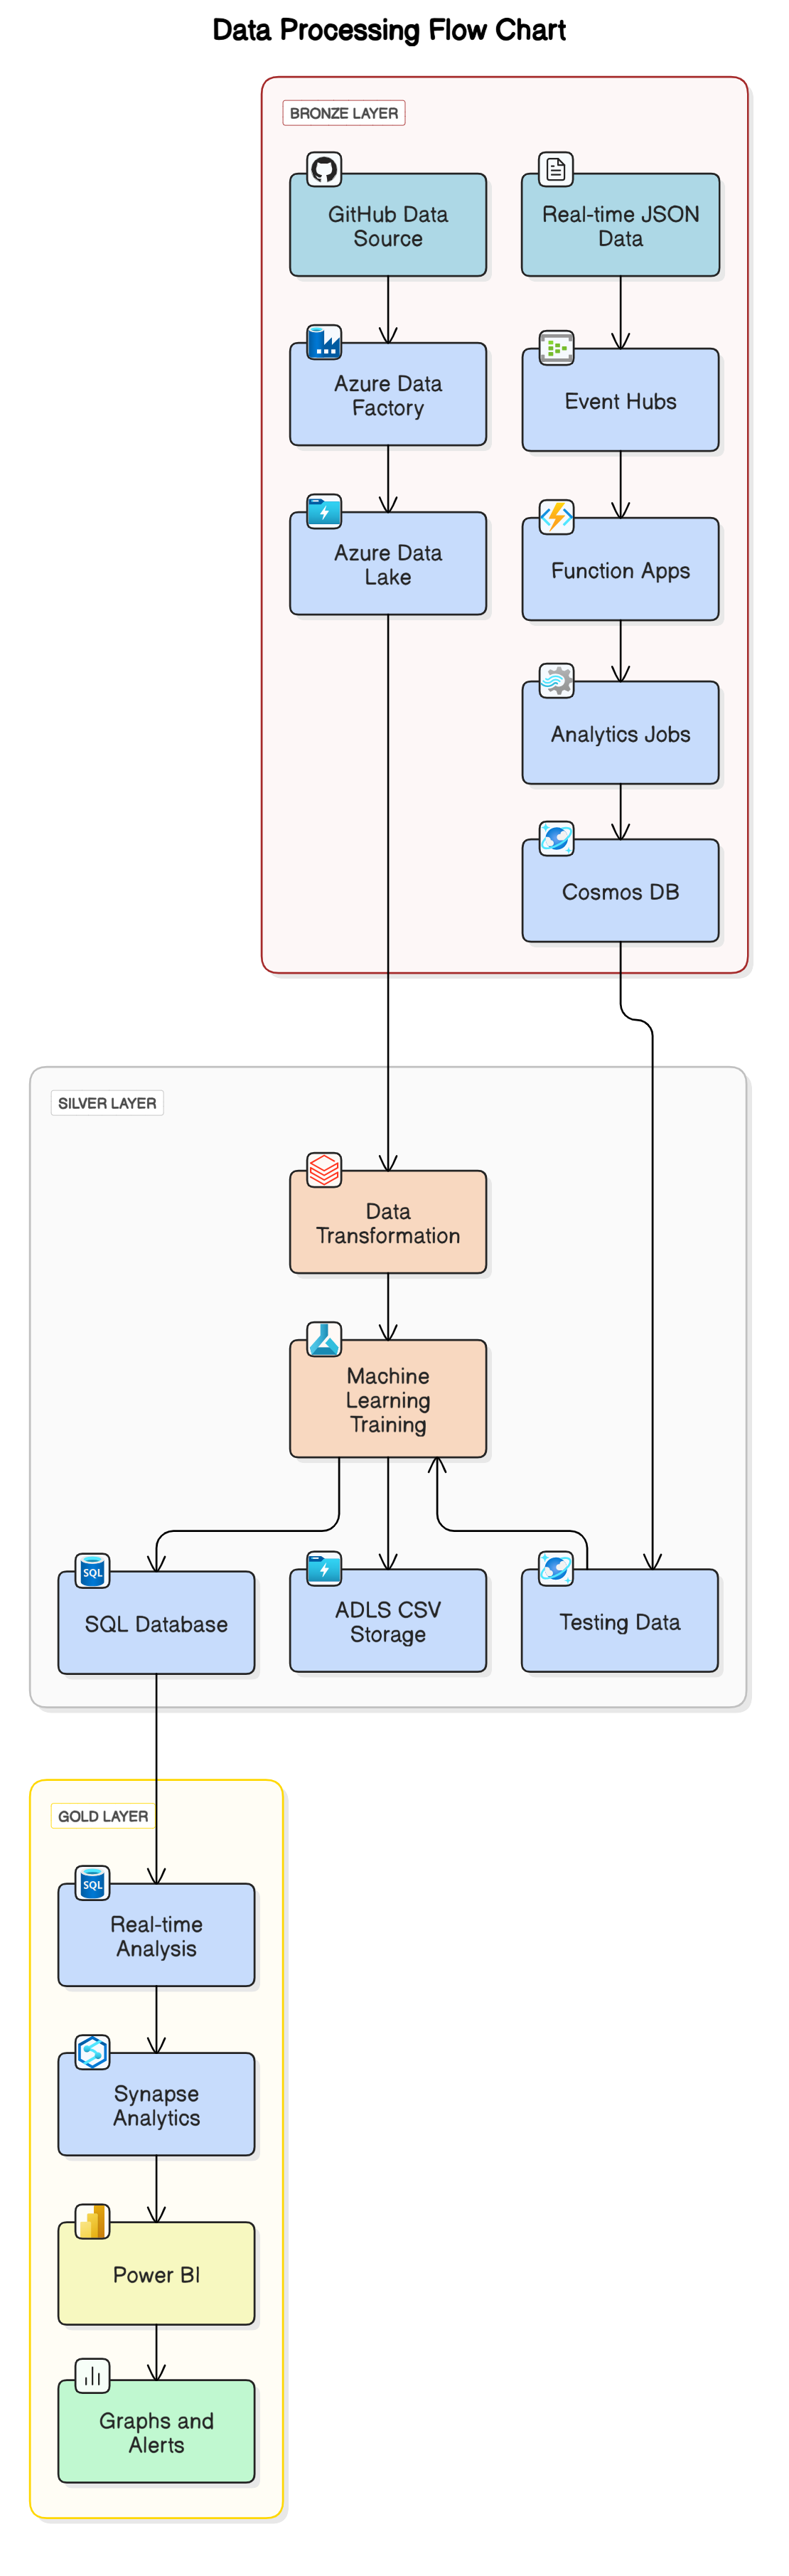 Data Processing Flow Chart
BRONZE LAYER
GitHub Data
Source
Real-time JSON
Data
Azure Data
Factory
Event Hubs
Azure Data
Lake
Function Apps
Analytics Jobs
Cosmos DB
SILVER LAYER
Data
Transformation
Machine
Learning
Training
SQL
SQL Database
ADLS CSV
Storage
Testing Data
GOLD LAYER
SQL
Real-time
Analysis
Synapse
Analytics
Power BI
Graphs and
Alerts